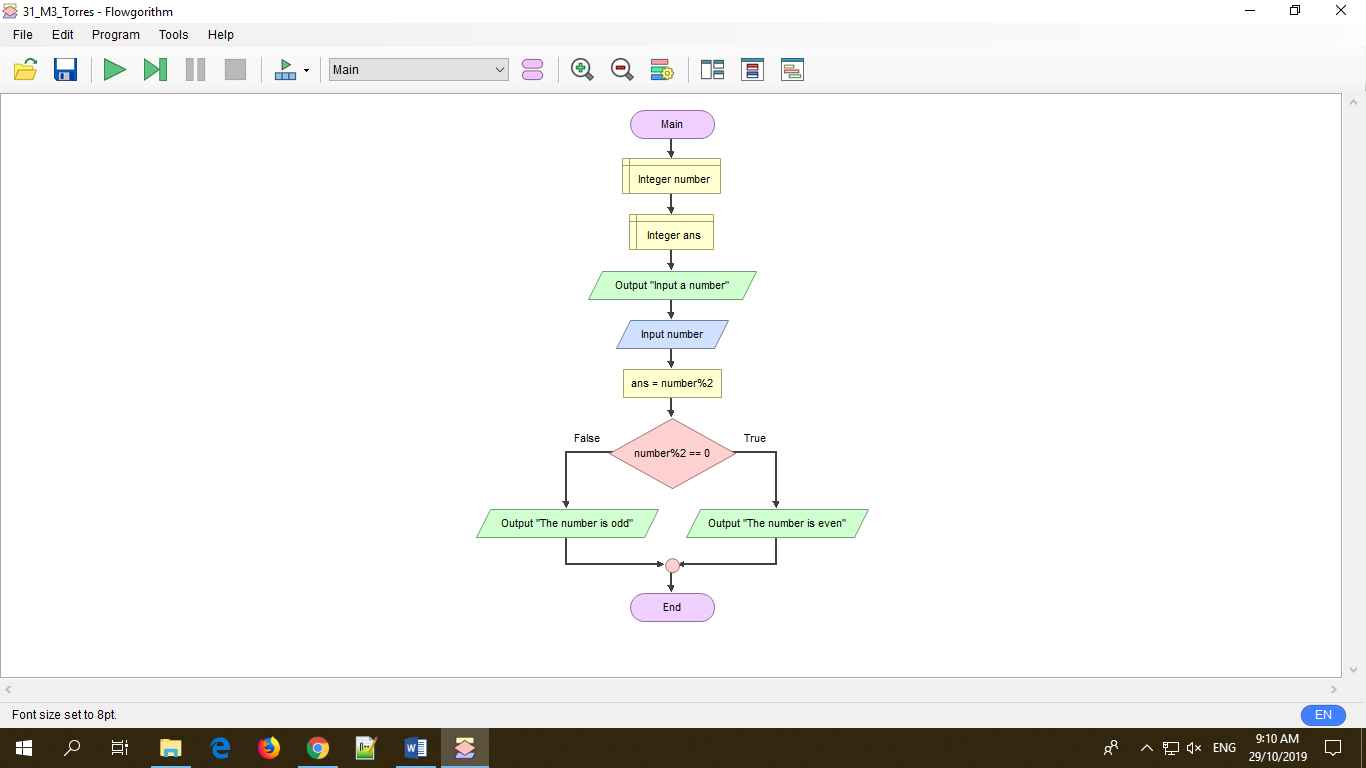 31_M3_Torres - Flowgorithm
File Edit Program Tools Help
Main
Main
Integer number
Integer ans
Output "Input a number"
Input number
ans = number%2
False True
number%2 == 0
Output "The number is odd" Output "The number is even"
End
Font size set to 8pt.
EN
ENG
9:10 AM
29/10/2019